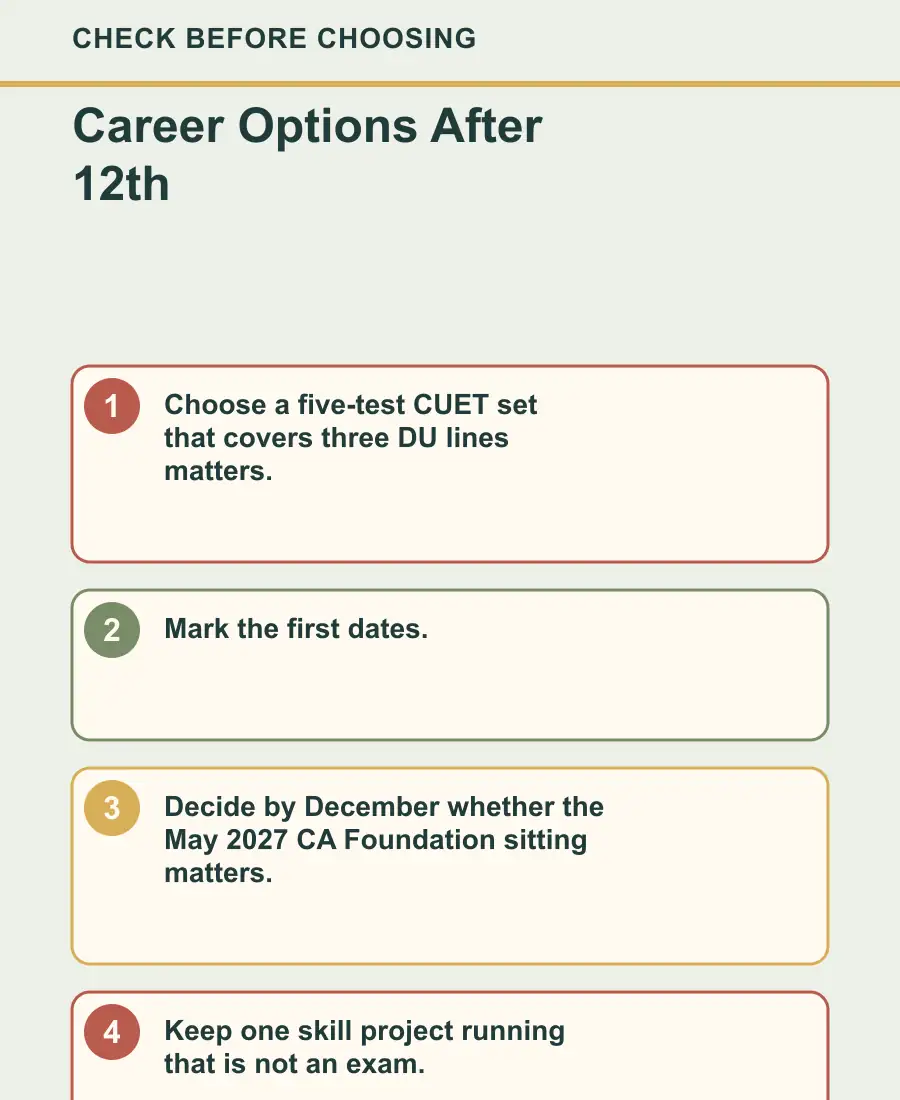 CHECK BEFORE CHOOSING
Career Options After
12th
1
Choose a five-test CUET set
that covers three DU lines
matters.
2
Mark the first dates.
3
Decide by December whether the
May 2027 CA Foundation sitting
matters.
4
Keep one skill project running
that is not an exam.